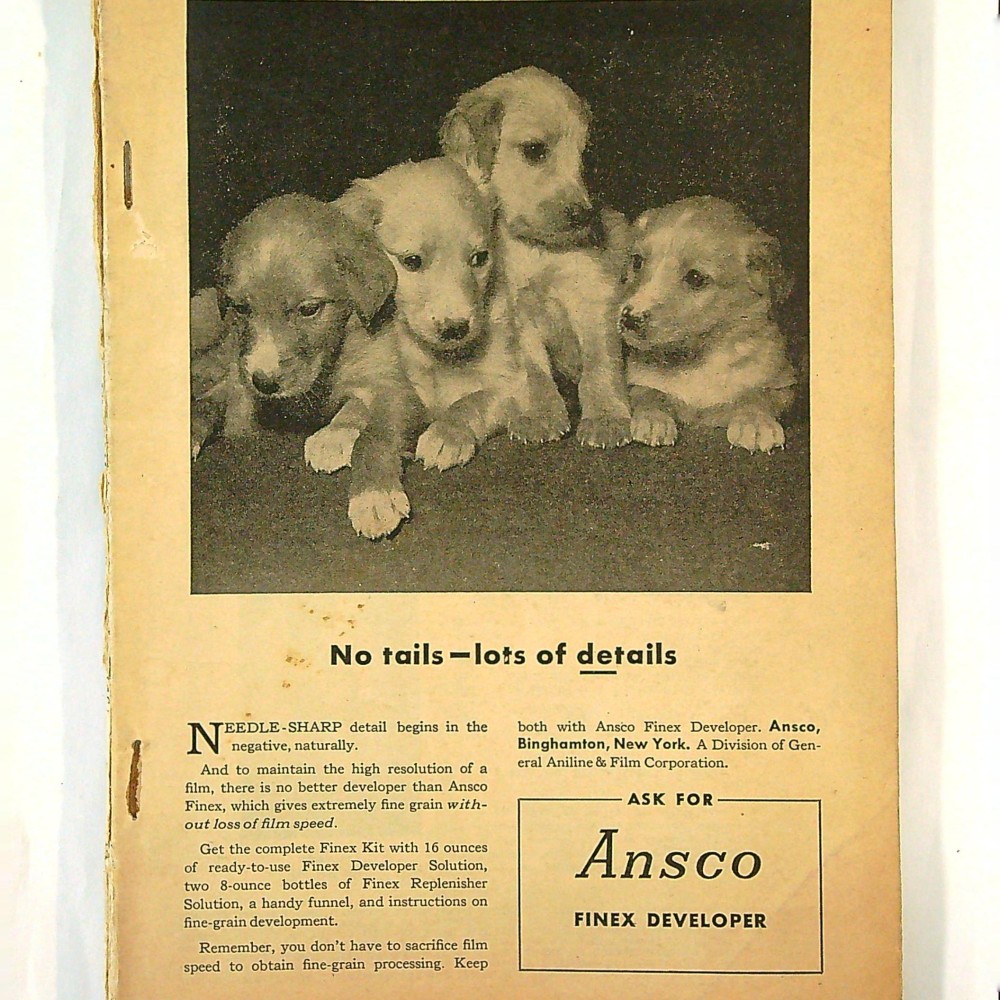 No tails—lots of details
NEEDLE-SHARP detail begins in the
negative, naturally.
And to maintain the high resolution of a
film, there is no better developer than Ansco
Finex, which gives extremely fine grain with-
out loss of film speed.
Get the complete Finex Kit with 16 ounces
of ready-to-use Finex Developer Solution,
two 8-ounce bottles of Finex Replenisher
Solution, a handy funnel, and instructions on
fine-grain development.
Remember, you don't have to sacrifice film
speed to obtain fine-grain processing. Keep
both with Ansco Finex Developer. Ansco,
Binghamton, New York. A Division of Gen-
eral Aniline & Film Corporation.
ASK FOR
Ansco
FINEX DEVELOPER